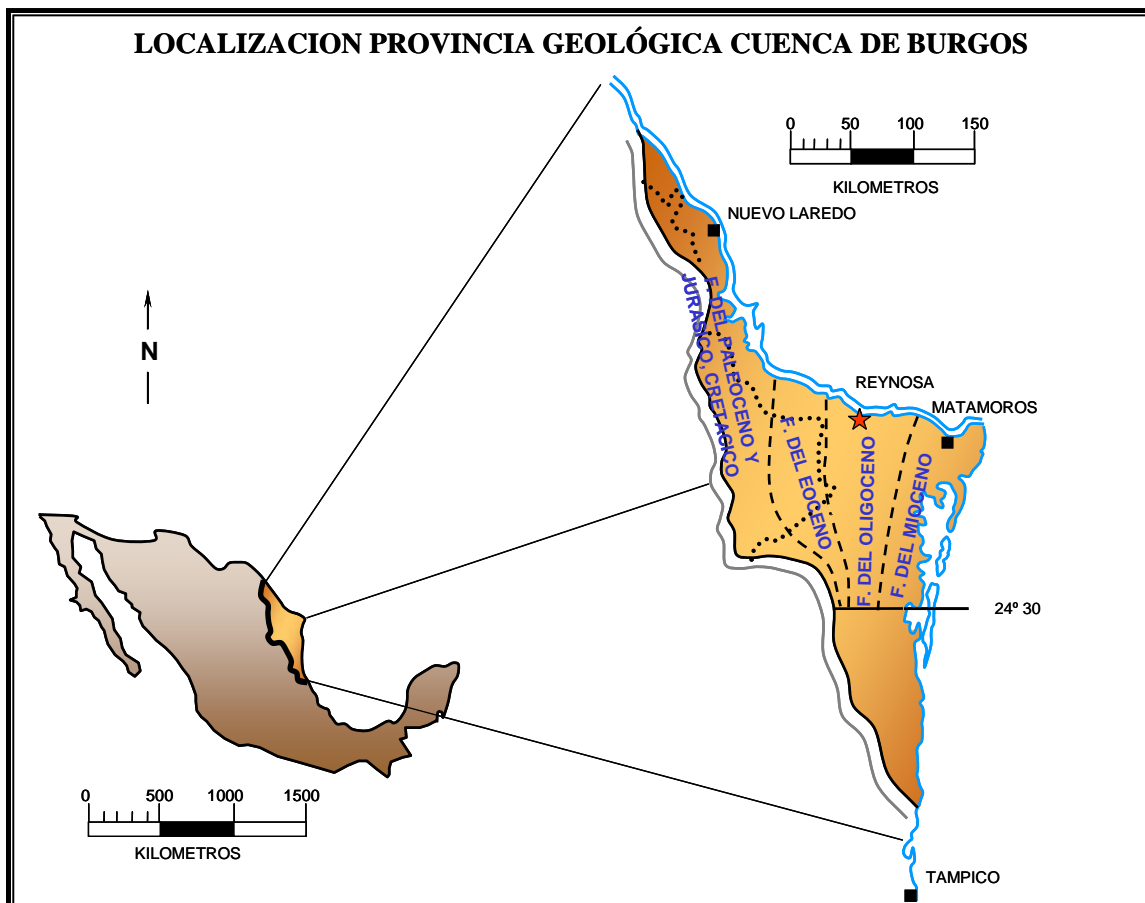 LOCALIZACION PROVINCIA GEOLÓGICA CUENCA DE BURGOS
0 50 100 150
KILOMETROS
NUEVO LAREDO
N
F. DEL PALEOCENO Y
JURASICO, CRETACICO
REYNOSA
MATAMOROS
F. DEL EOCENO
F. DEL OLIGOCENO
F. DEL MIOCENO
24º 30
0 500 1000 1500
KILOMETROS
TAMPICO